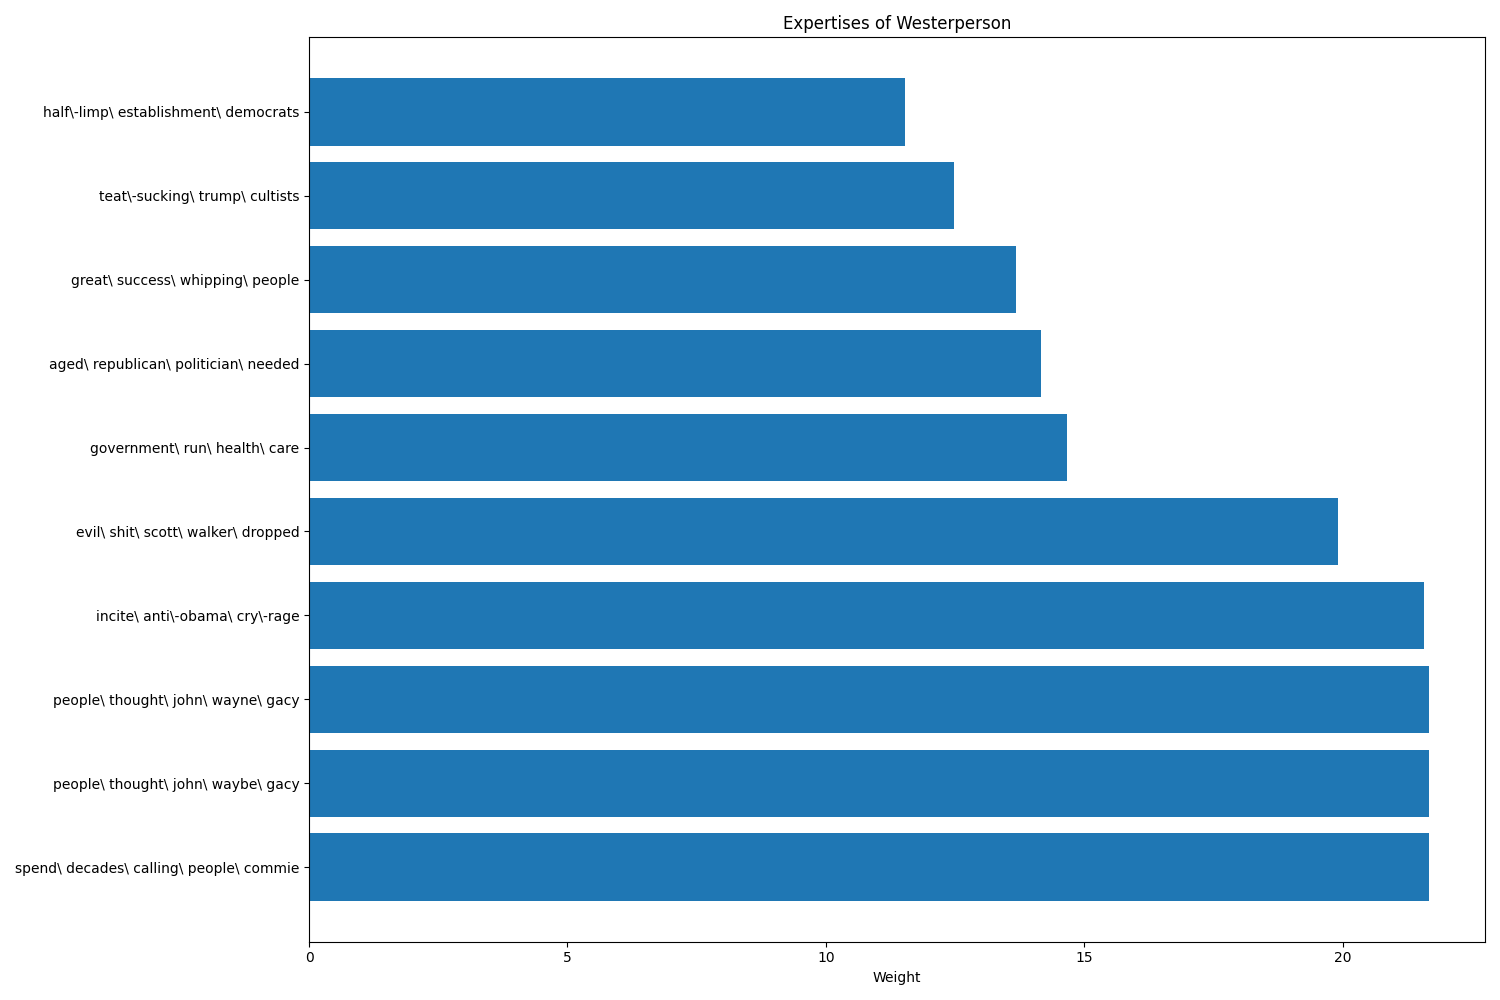 Expertises of Westerperson
half\-limp\ establishment\ democrats
teat\-sucking\ trump\ cultists
great\ success\ whipping\ people
aged\ republican\ politician\ needed
government\ run\ health\ care
evil\ shit\ scott\ walker\ dropped
incite\ anti\-obama\ cry\-rage
people\ thought\ john\ wayne\ gacy
people\ thought\ john\ waybe\ gacy
spend\ decades\ calling\ people\ commie
0 5 10 15 20
Weight